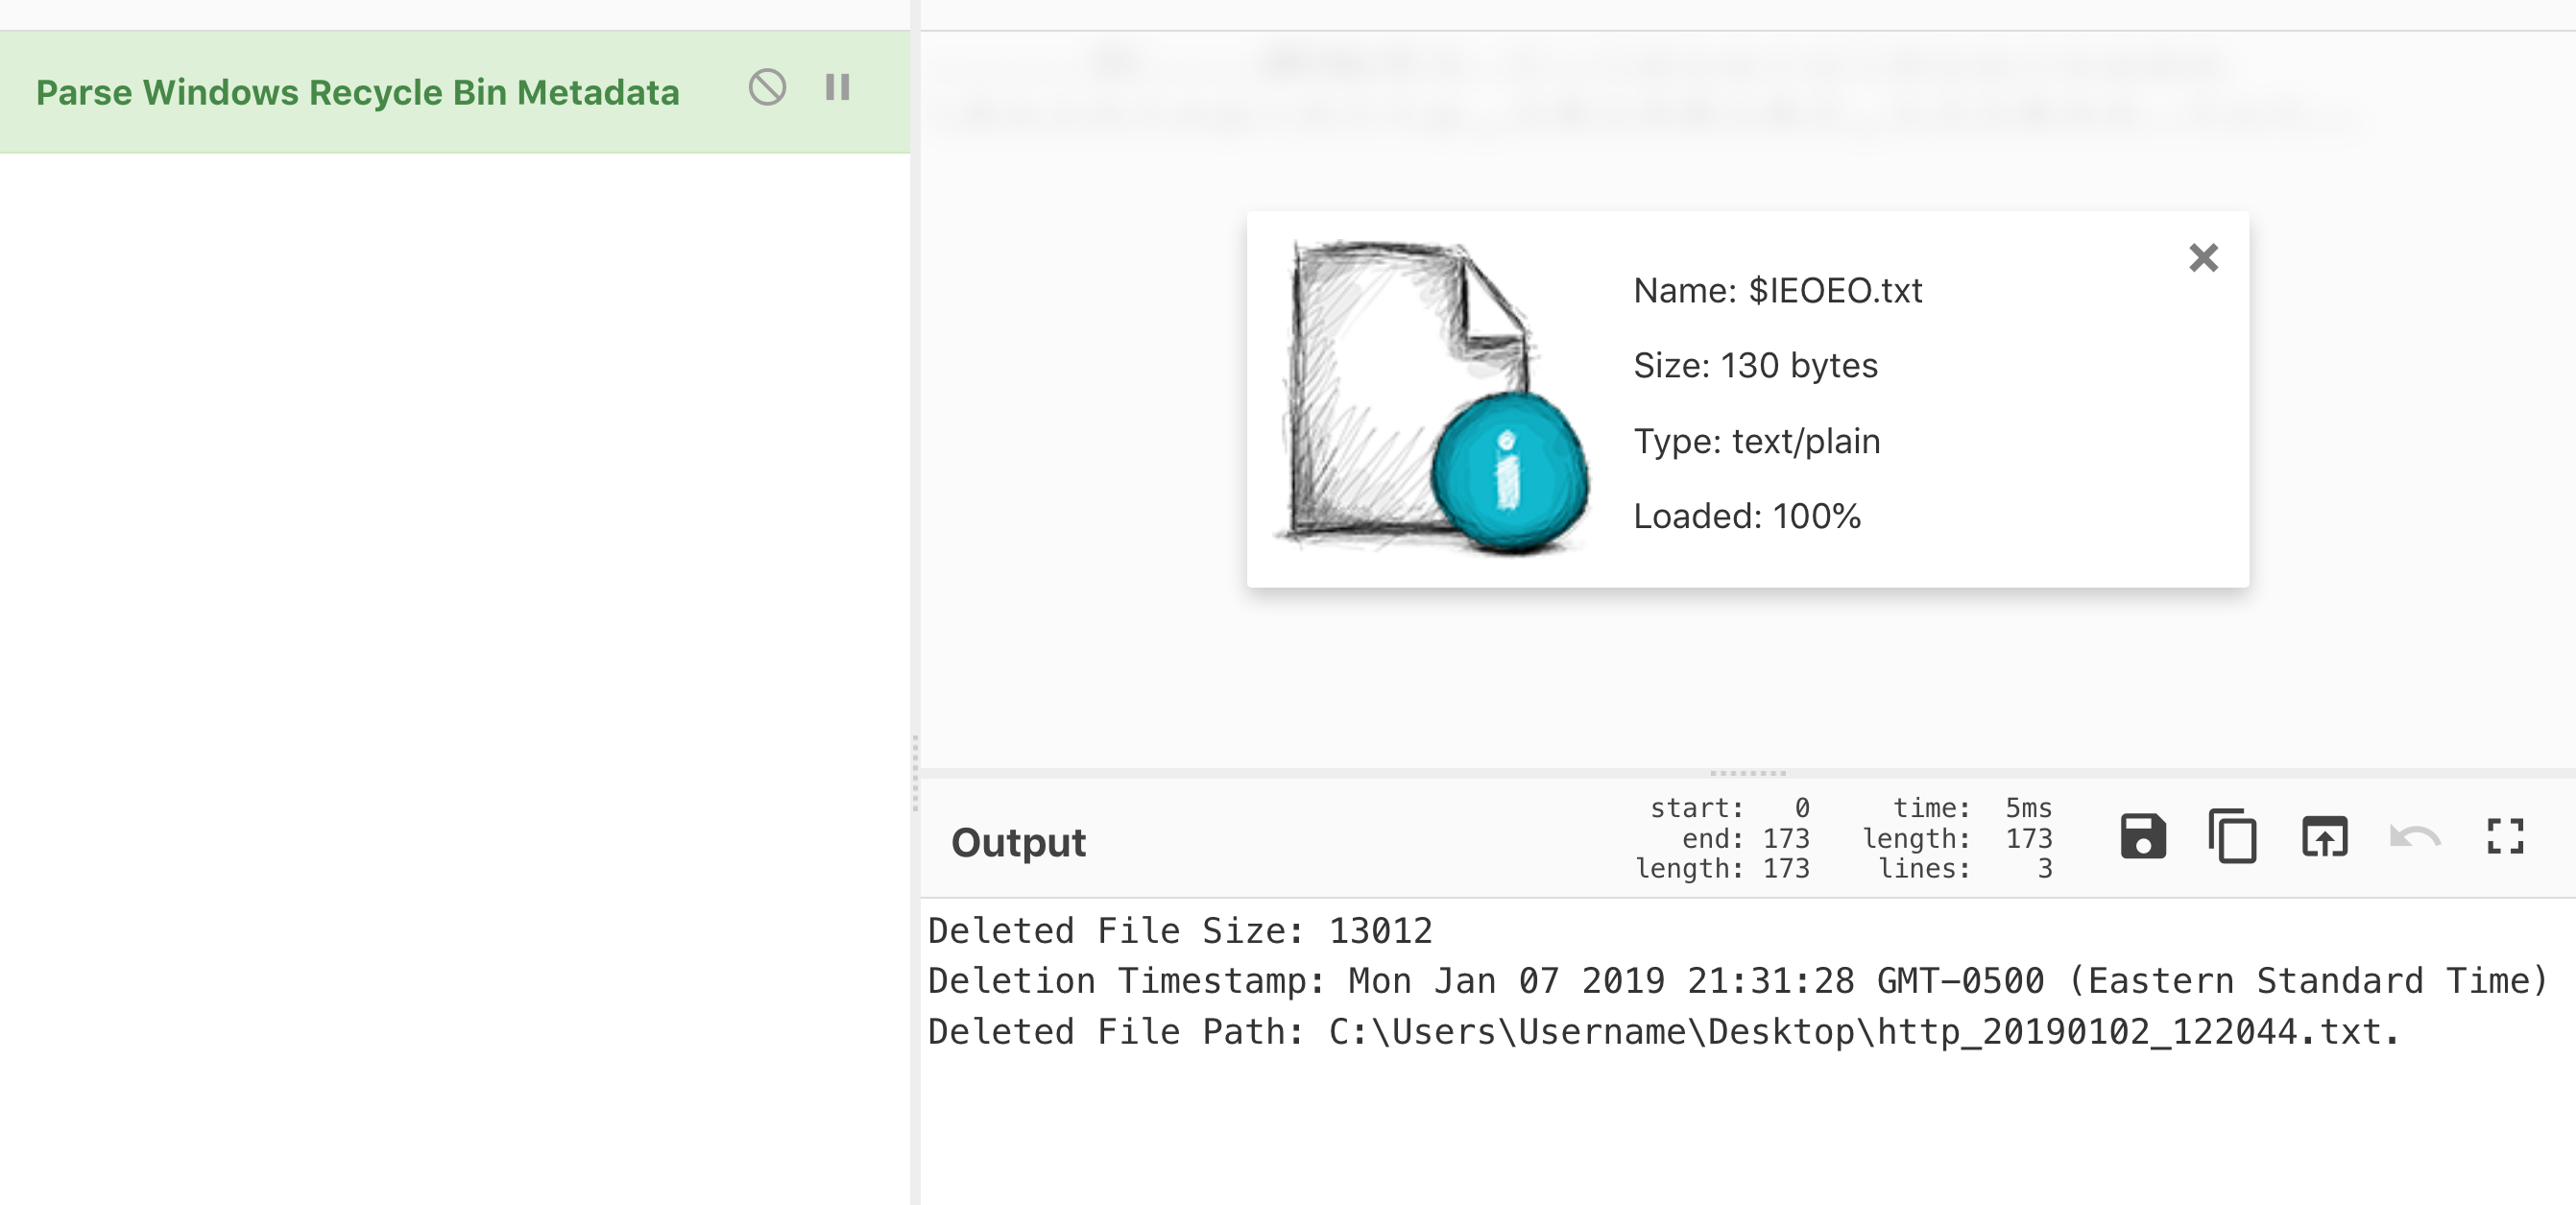 Parse Windows Recycle Bin Metadata
Name: $IEOEO.txt
Size: 130 bytes
Type: text/plain
Loaded: 100%
Output
start: 0
end: 173
length: 173
time: 5ms
length: 173
lines: 3
Deleted File Size: 13012
Deletion Timestamp: Mon Jan 07 2019 21:31:28 GMT-0500 (Eastern Standard Time)
Deleted File Path: C:\Users\Username\Desktop\http_20190102_122044.txt.